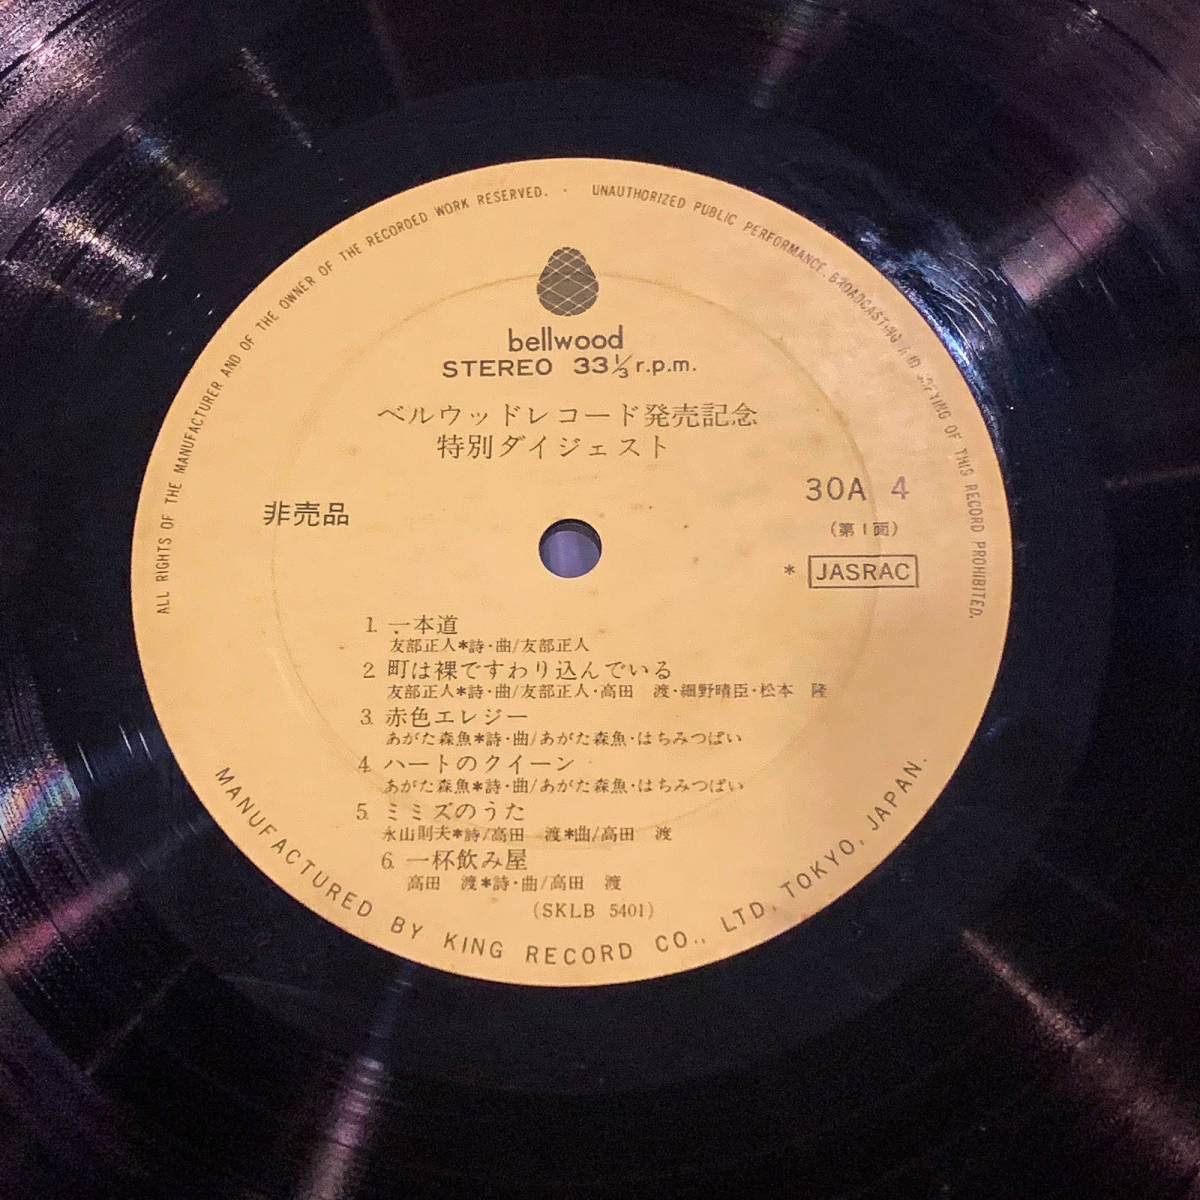 ALL RIGHTS OF THE MANUFACTURER AND OF THE OWNER OF THE RECORDED WORK RESERVED. · UNAUTHORIZED PUBLIC PERFORMANCE, BROADCASTING AND COPYING OF THIS RECORD PROHIBITED.
bellwood
STEREO 33⅓ r.p.m.
ベルウッドレコード発売記念
特別ダイジェスト
30A 4
非売品
(第1面)
* JASRAC
1. 一本道
友部正人*詩・曲/友部正人
2. 町は裸ですわり込んでいる
友部正人*詩・曲/友部正人・高田 渡・細野晴臣・松本 隆
3. 赤色エレジー
あがた森魚*詩・曲/あがた森魚・はちみつぱい
4. ハートのクイーン
あがた森魚*詩・曲/あがた森魚・はちみつぱい
5. ミミズのうた
永山則夫*詩/高田 渡*曲/高田 渡
6. 一杯飲み屋
高田 渡*詩・曲/高田 渡
(SKLB 5401)
MANUFACTURED BY KING RECORD CO., LTD, TOKYO, JAPAN.